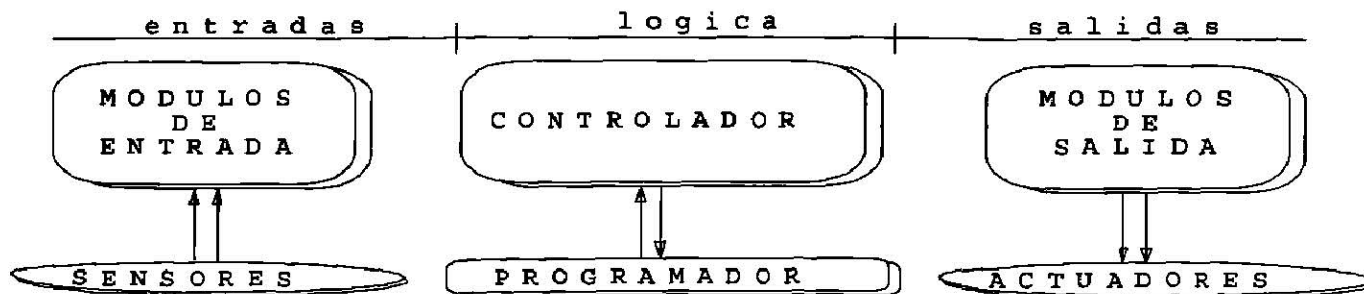 entradas
logica
salidas
MODULOS
DE
ENTRADA
CONTROLADOR
MODULOS
DE
SALIDA
SENSORES
PROGRAMADOR
ACTUADORES